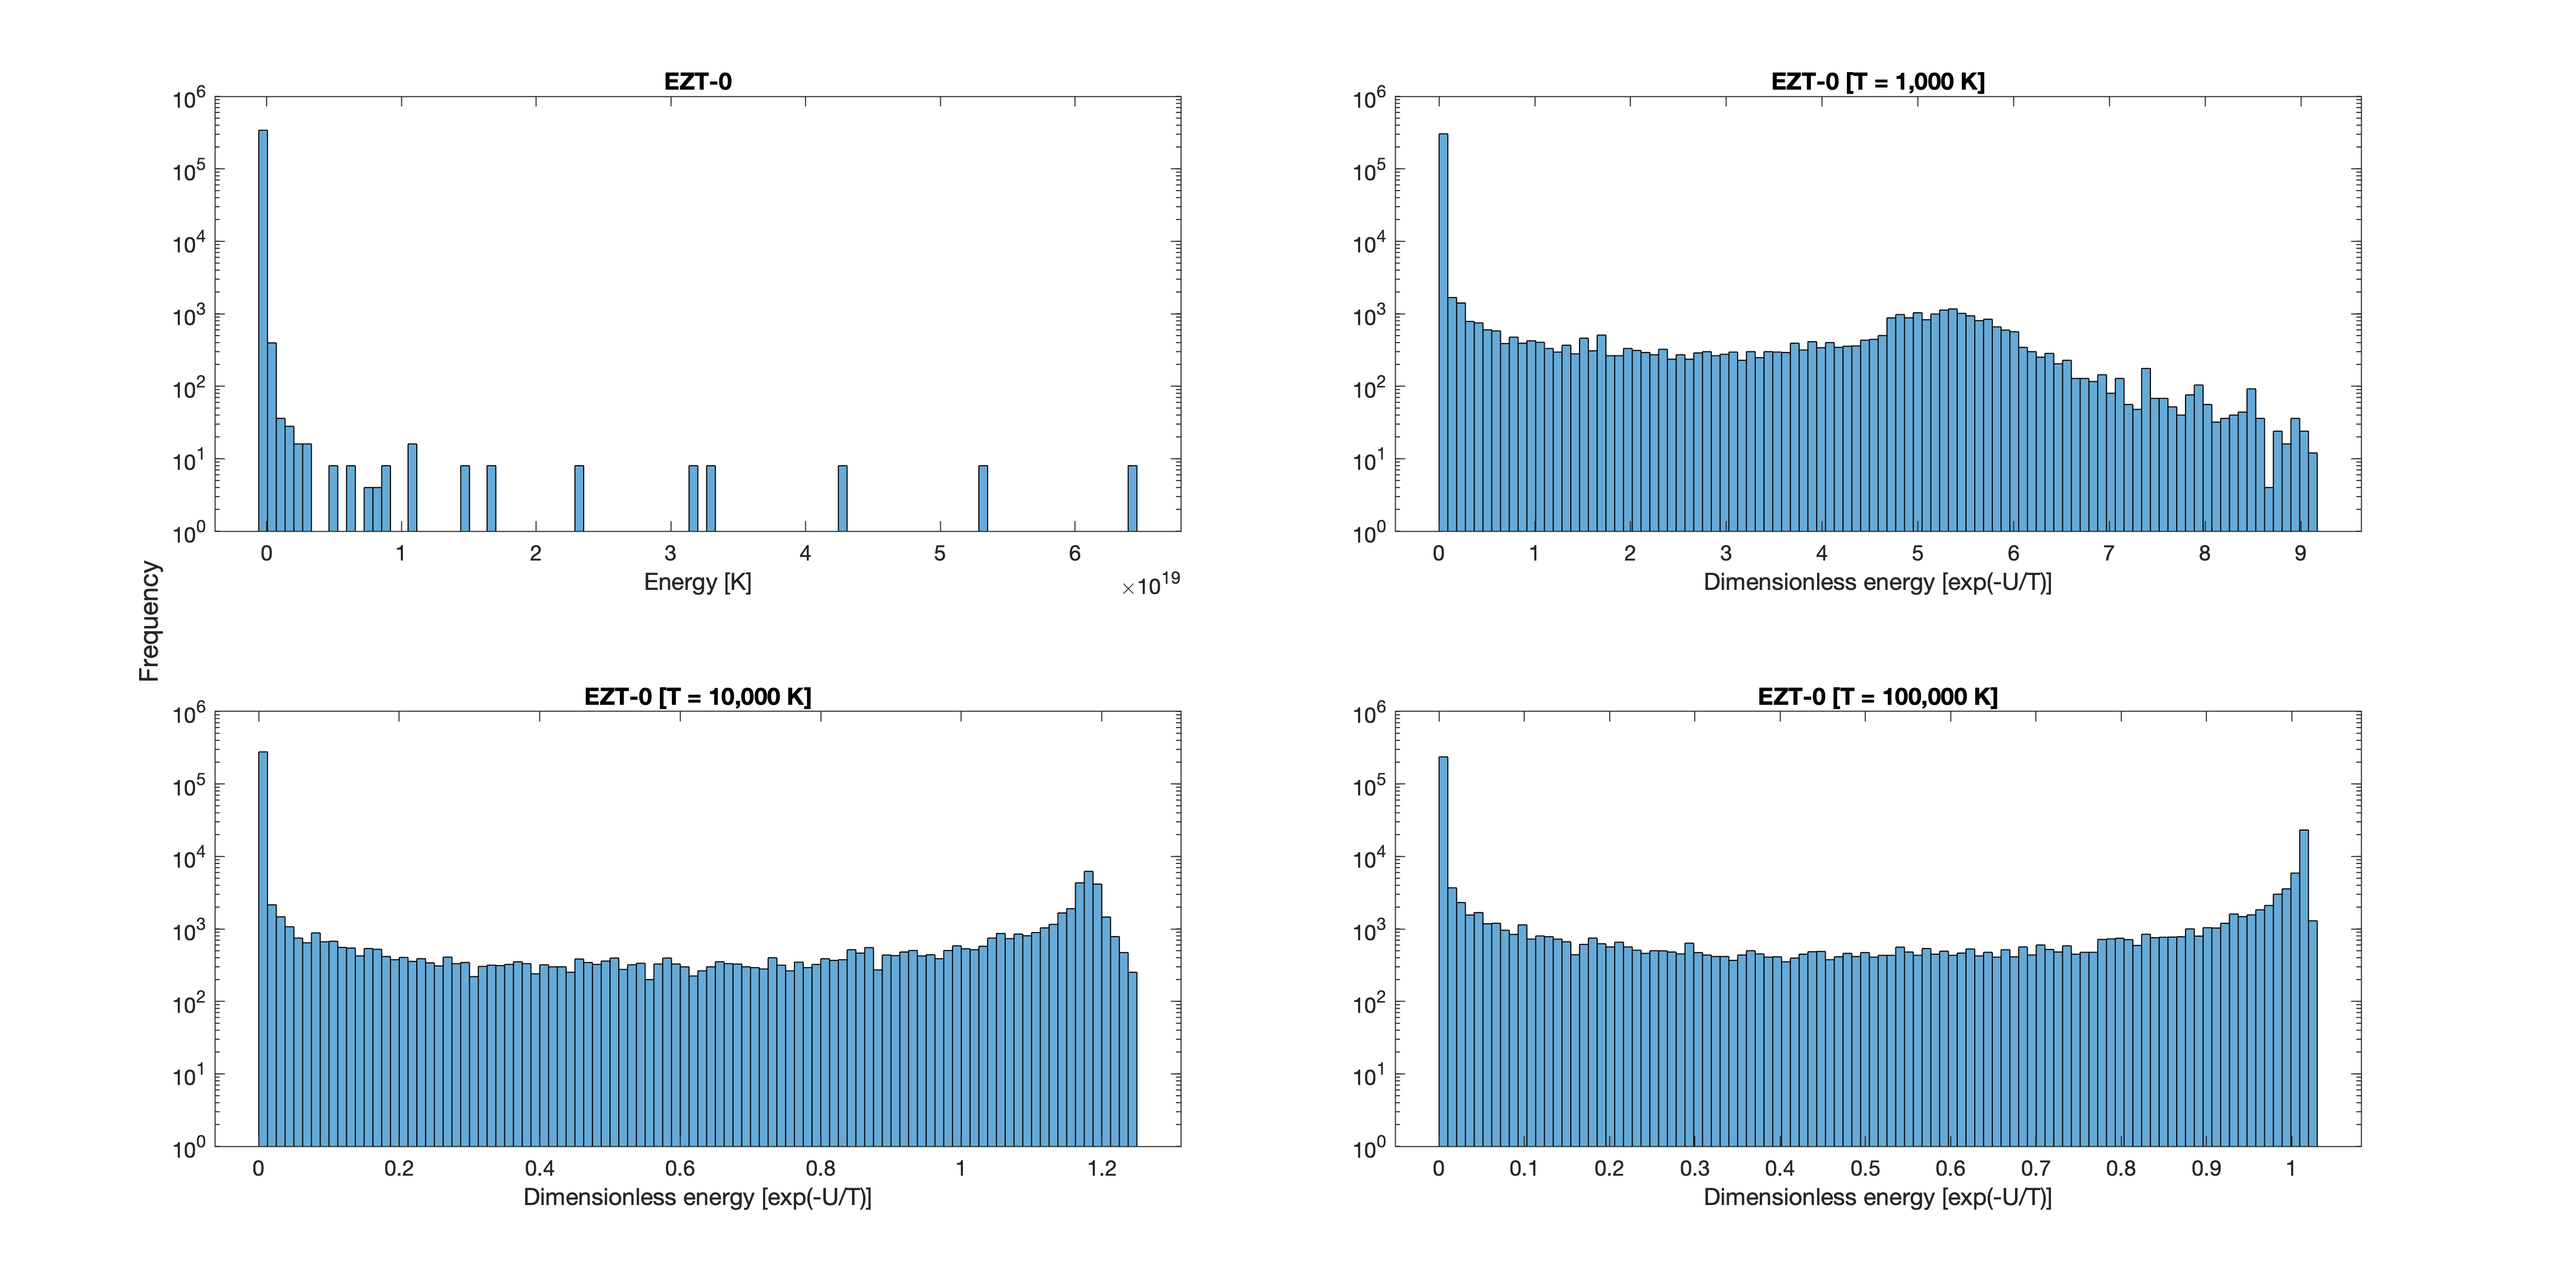 EZT-0
10^6
10^5
10^4
10^3
10^2
10^1
10^0
0 1 2 3 4 5 6
Energy [K]
×10^19
EZT-0 [T = 1,000 K]
10^6
10^5
10^4
10^3
10^2
10^1
10^0
0 1 2 3 4 5 6 7 8 9
Dimensionless energy [exp(-U/T)]
Frequency
EZT-0 [T = 10,000 K]
10^6
10^5
10^4
10^3
10^2
10^1
10^0
0 0.2 0.4 0.6 0.8 1 1.2
Dimensionless energy [exp(-U/T)]
EZT-0 [T = 100,000 K]
10^6
10^5
10^4
10^3
10^2
10^1
10^0
0 0.1 0.2 0.3 0.4 0.5 0.6 0.7 0.8 0.9 1
Dimensionless energy [exp(-U/T)]